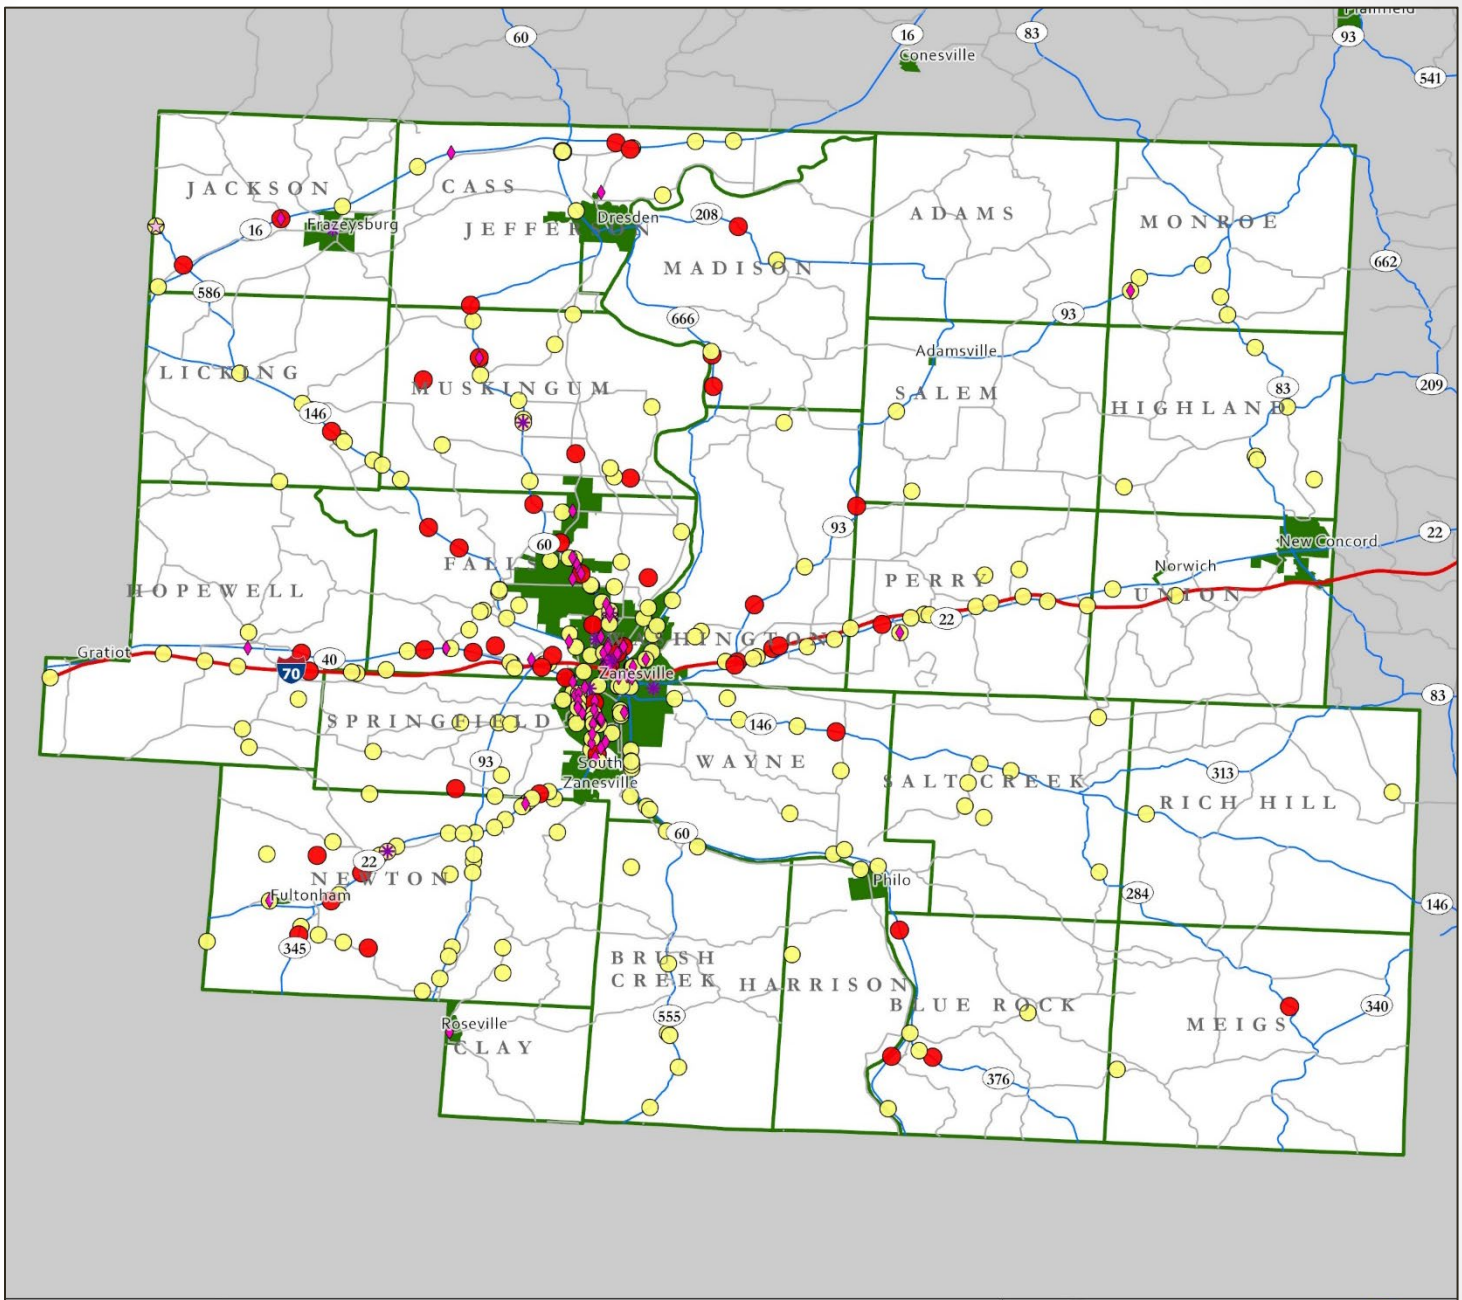 Plainfield
60
16
83
93
Conesville
541
JACKSON
CASS
16
Frazeysburg
Dresden
208
JEFFERSON
ADAMS
MONROE
MADISON
662
586
666
93
LICKING
Adamsville
MUSKINGUM
SALEM
83
209
146
HIGHLAND
60
93
22
New Concord
FALLS
Norwich
HOPEWELL
PERRY
UNION
22
WASHINGTON
Gratiot
40
70
Zanesville
83
SPRINGFIELD
146
93
South
Zanesville
WAYNE
SALT CREEK
313
RICH HILL
60
22
NEWTON
Philo
Fultonham
284
146
345
BRUSH
CREEK
HARRISON
BLUE ROCK
340
555
MEIGS
Roseville
CLAY
376